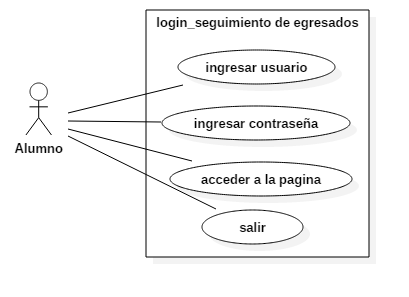 login_seguimiento de egresados
ingresar usuario
ingresar contraseña
Alumno
acceder a la pagina
salir